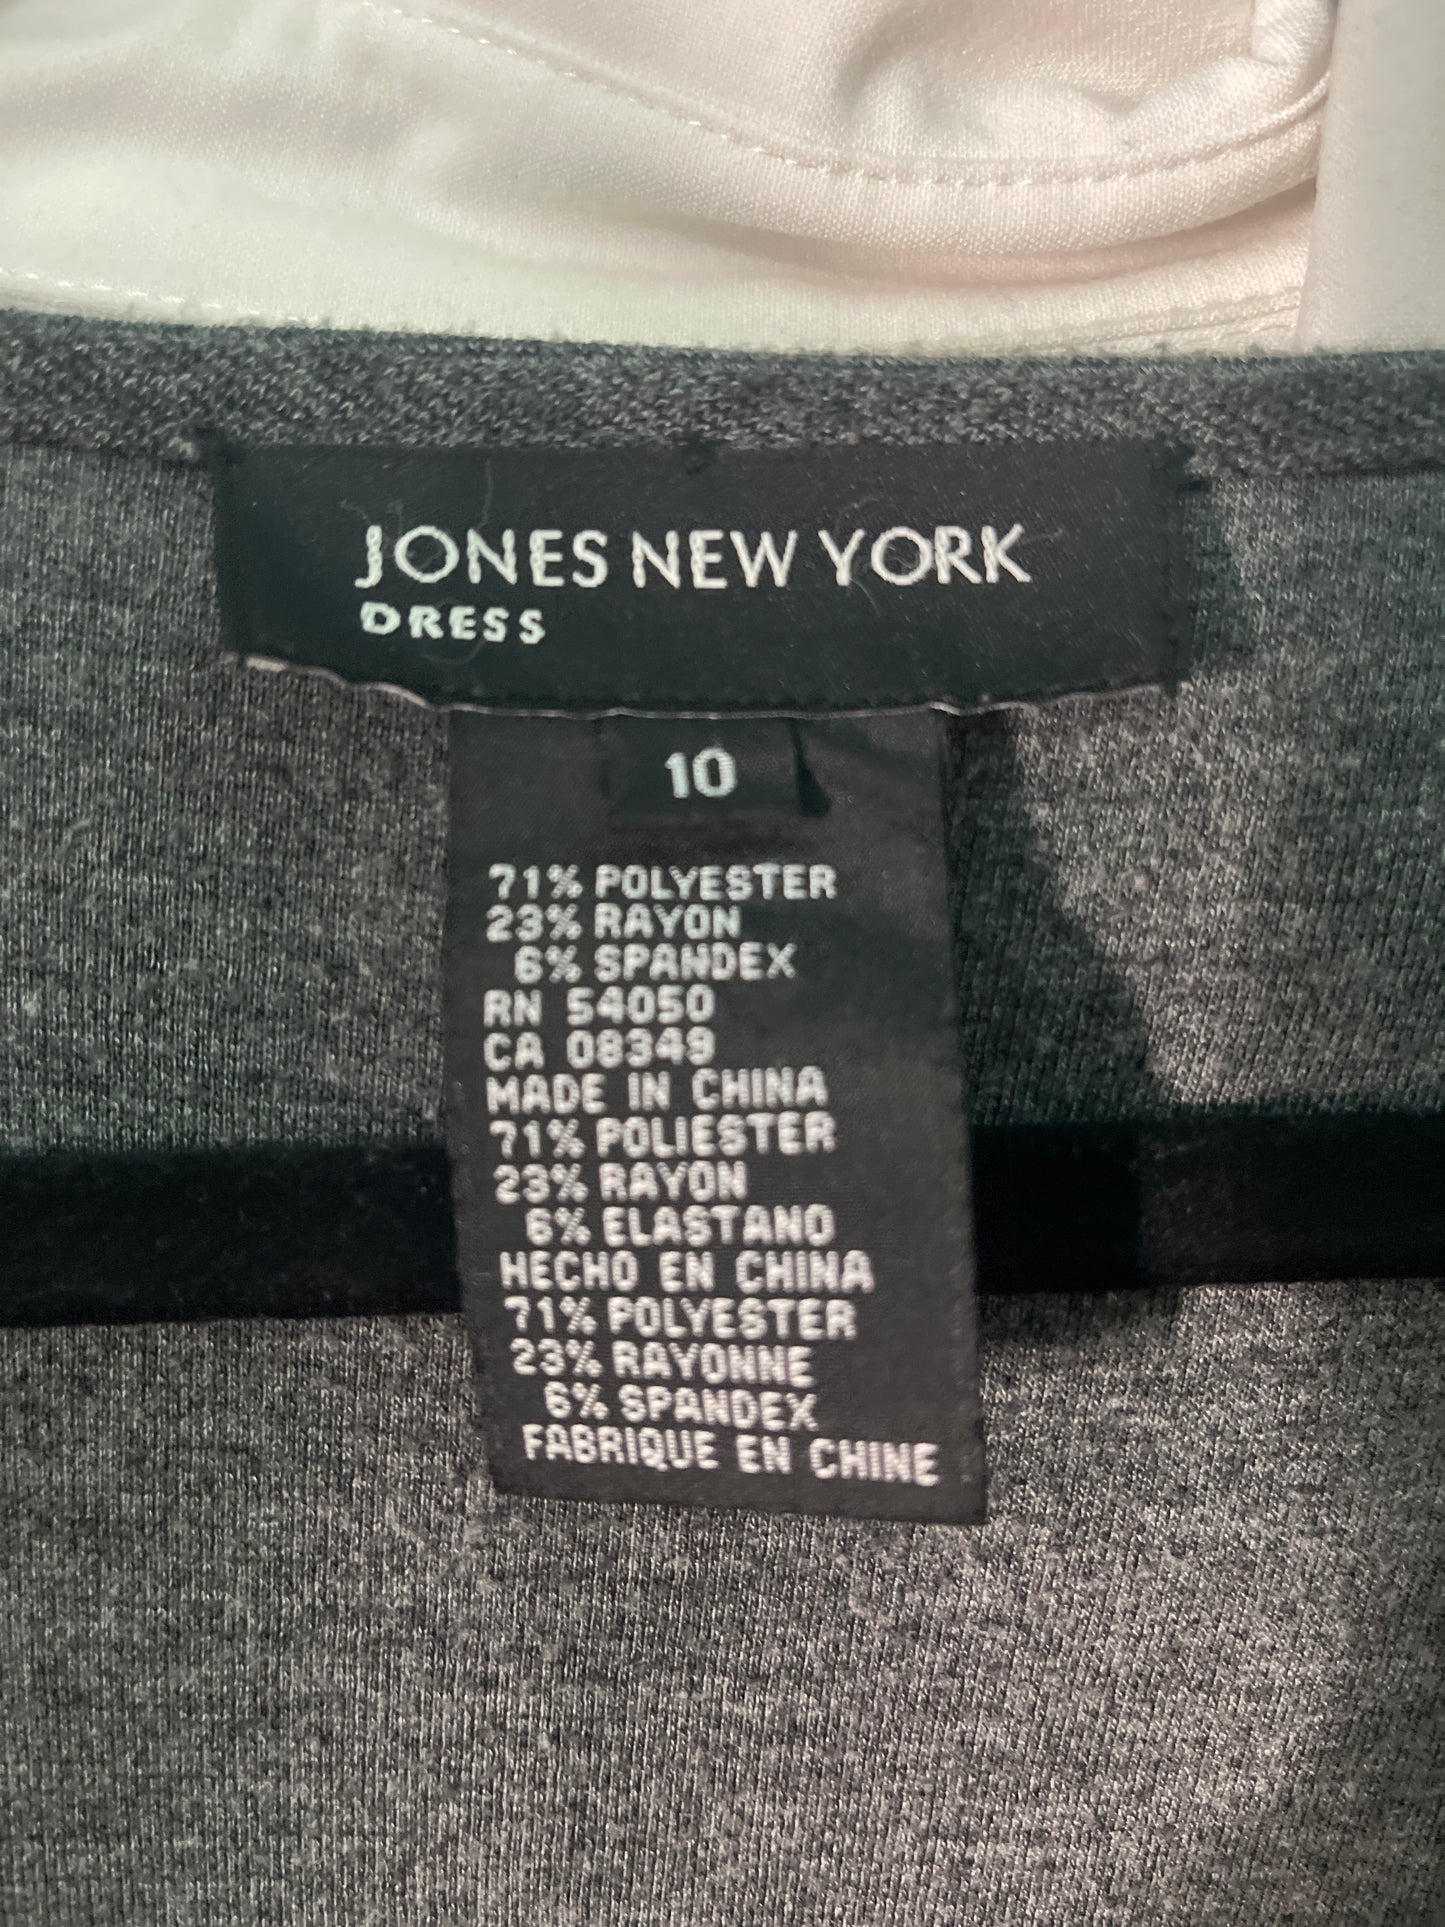 JONES NEW YORK
DRESS
10
71% POLYESTER
23% RAYON
6% SPANDEX
RN 54050
CA 08349
MADE IN CHINA
71% POLIESTER
23% RAYON
6% ELASTANO
HECHO EN CHINA
71% POLYESTER
23% RAYONNE
6% SPANDEX
FABRIQUE EN CHINE